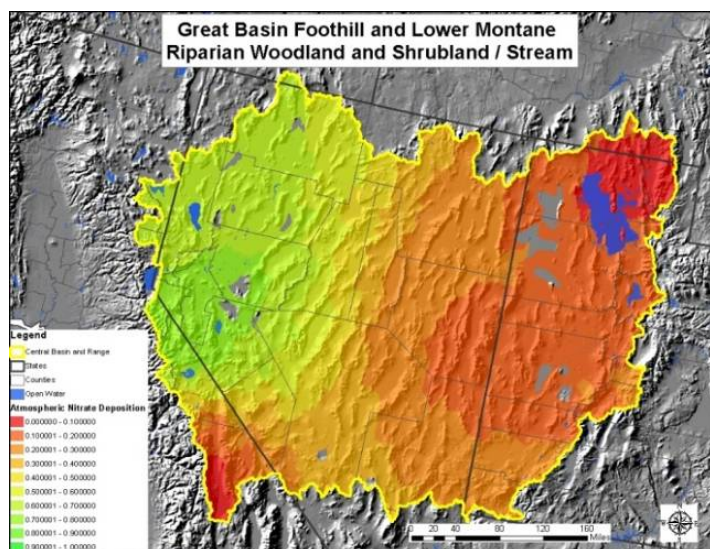 Great Basin Foothill and Lower Montane
Riparian Woodland and Shrubland / Stream
Legend
Central Basin and Range
States
Counties
Open Water
Atmospheric Nitrate Deposition
0.000000 - 0.100000
0.100001 - 0.200000
0.200001 - 0.300000
0.300001 - 0.400000
0.400001 - 0.500000
0.500001 - 0.600000
0.600001 - 0.700000
0.700001 - 0.800000
0.800001 - 0.900000
0.900001 - 1.000000
0 20 40 80 120 160
Miles